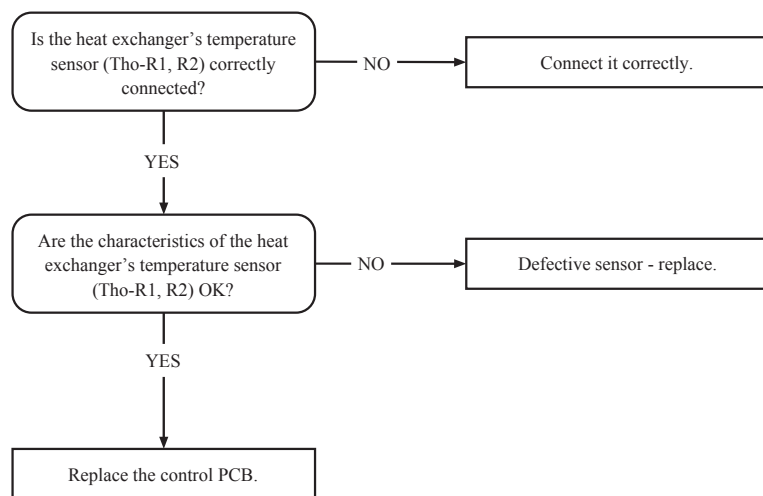 Is the heat exchanger’s temperature
sensor (Tho-R1, R2) correctly
connected?
NO
Connect it correctly.
YES
Are the characteristics of the heat
exchanger’s temperature sensor
(Tho-R1, R2) OK?
NO
Defective sensor - replace.
YES
Replace the control PCB.